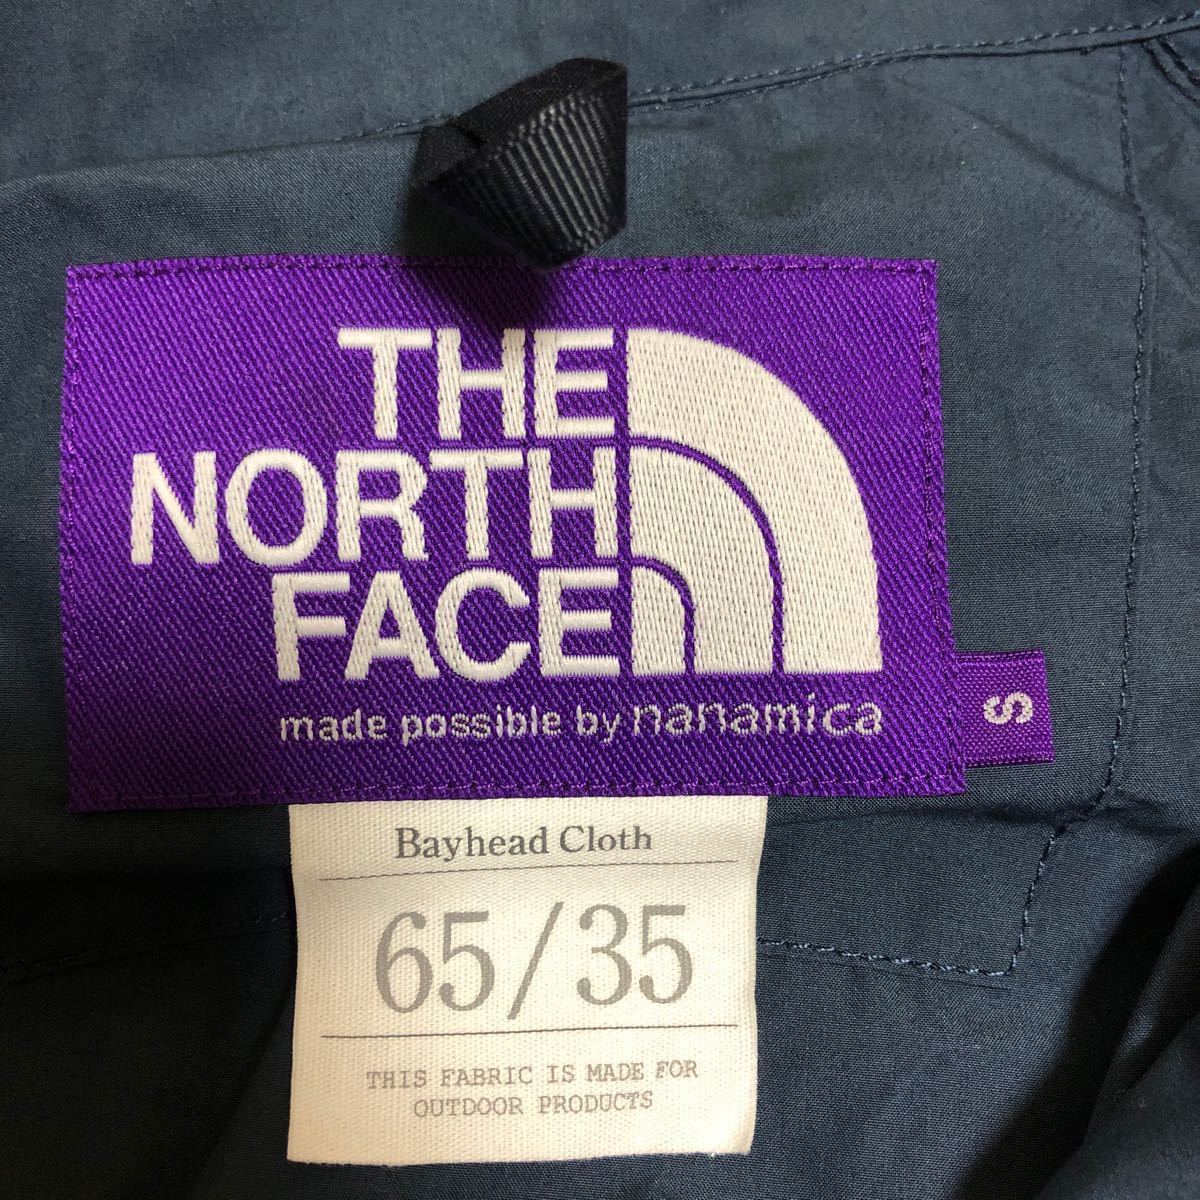 THE
NORTH
FACE
made possible by nanamica
S
Bayhead Cloth
65/35
THIS FABRIC IS MADE FOR
OUTDOOR PRODUCTS